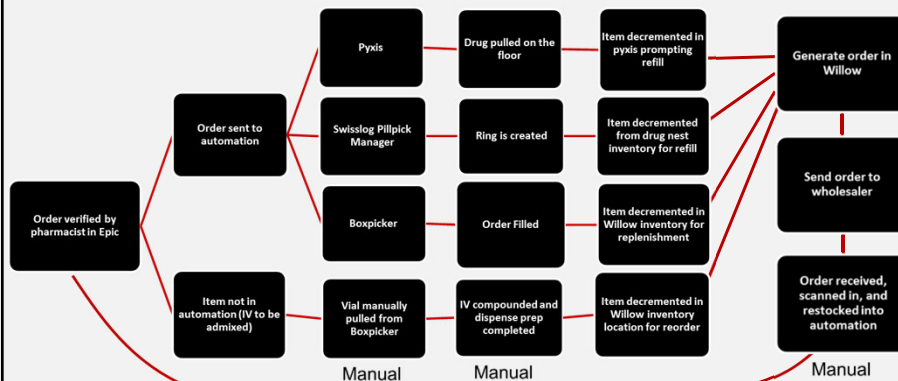 Pyxis
Drug pulled on the
floor
Item decremented in
pyxis prompting
refill
Generate order in
Willow
Order sent to
automation
Swisslog Pillpick
Manager
Ring is created
Item decremented
from drug nest
inventory for refill
Send order to
wholesaler
Order verified by
pharmacist in Epic
Boxpicker
Order Filled
Item decremented in
Willow inventory for
replenishment
Item not in
automation (IV to be
admixed)
Vial manually
pulled from
Boxpicker
IV compounded and
dispense prep
completed
Item decremented in
Willow inventory
location for reorder
Order received,
scanned in, and
restocked into
automation
Manual
Manual
Manual